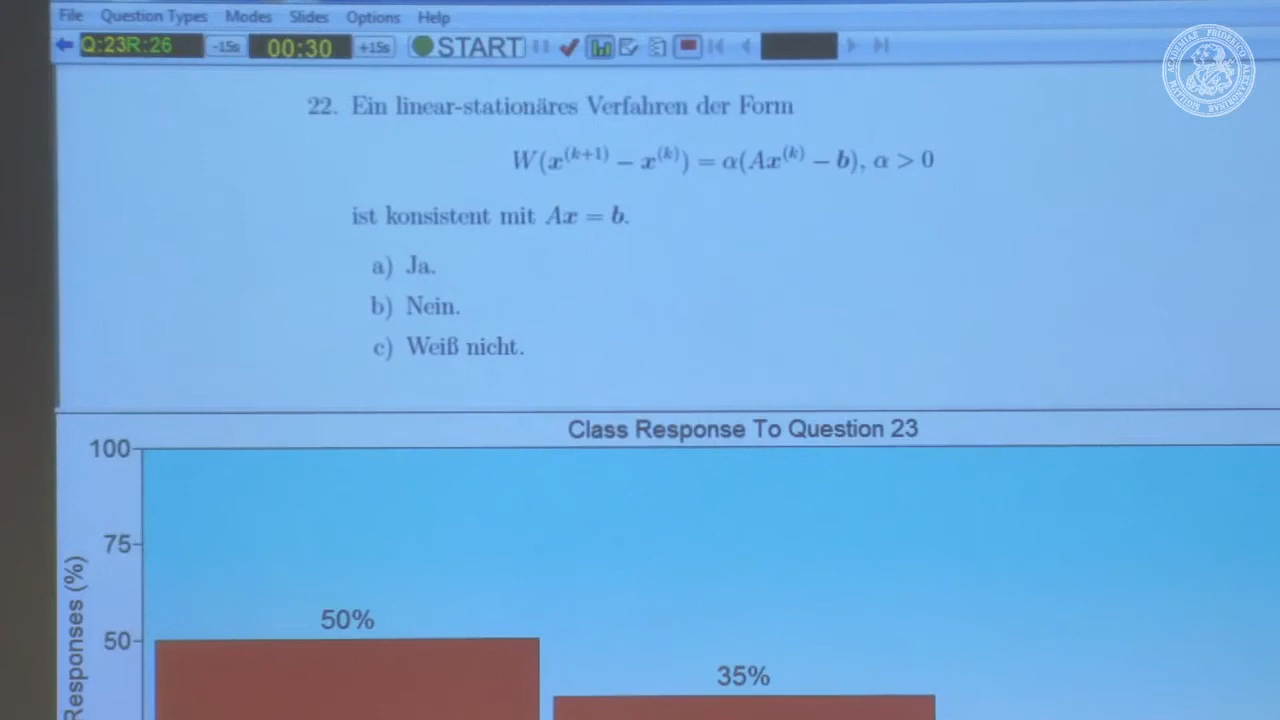 File Question Types Modes Slides Options Help
Q:23R:26 -15s 00:30 +15s START
22. Ein linear-stationäres Verfahren der Form
W(x^(k+1) − x^(k)) = α(Ax^(k) − b), α > 0
ist konsistent mit Ax = b.
a) Ja.
b) Nein.
c) Weiß nicht.
Class Response To Question 23
100
75
50
Responses (%)
50%
35%